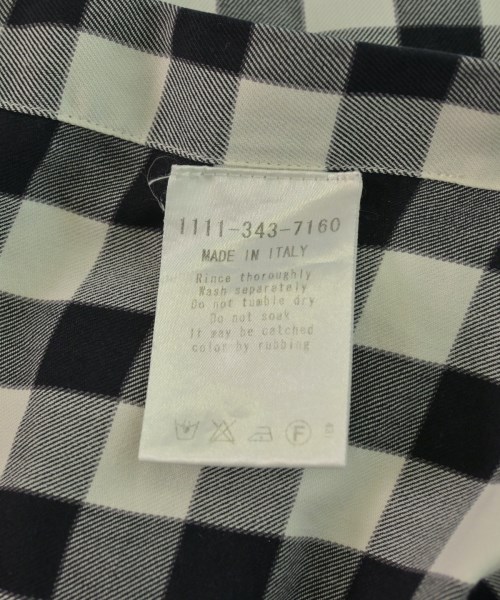 1111-343-7160
MADE IN ITALY
Rince thoroughly
Wash separately
Do not tumble dry
Do not soak
It may be catched
color by rubbing
F